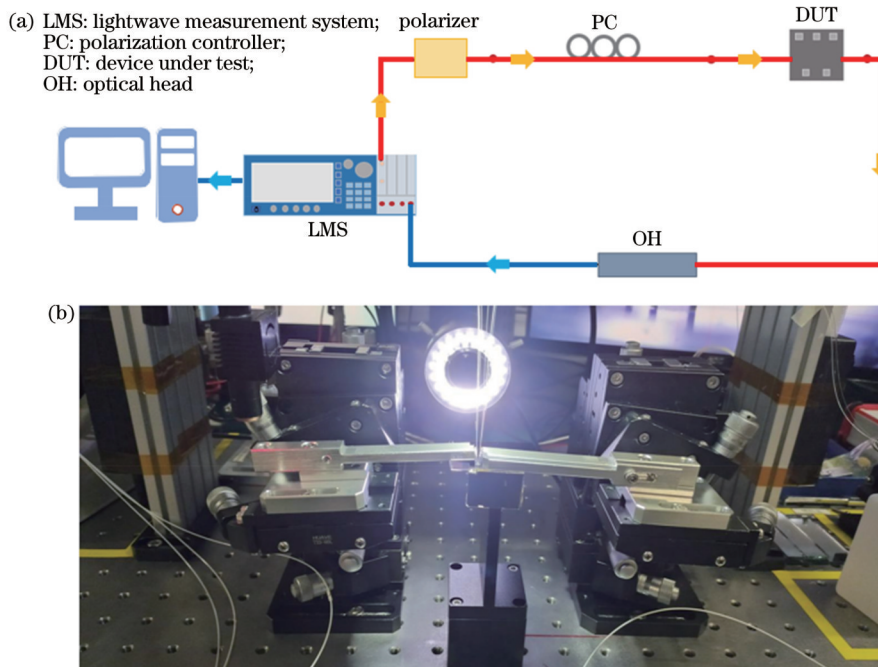 (a) LMS: lightwave measurement system;
PC: polarization controller;
DUT: device under test;
OH: optical head
polarizer
PC
DUT
LMS
OH
(b)